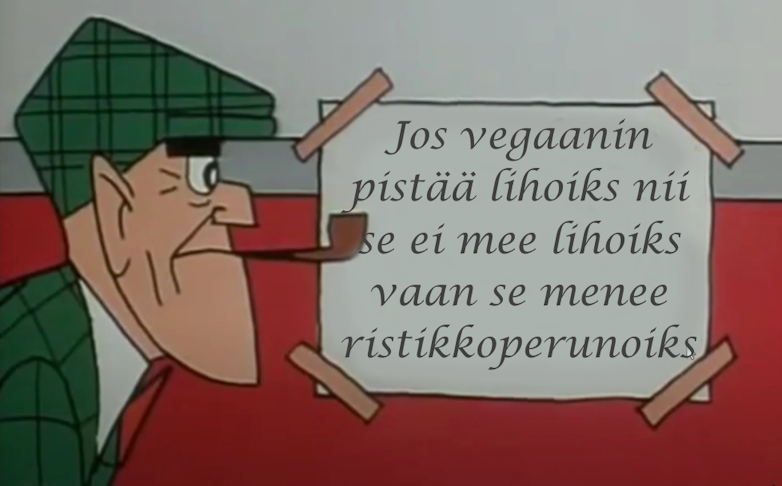 Jos vegaanin
pistää lihoiks nii
se ei mee lihoiks
vaan se menee
ristikkoperunoiks